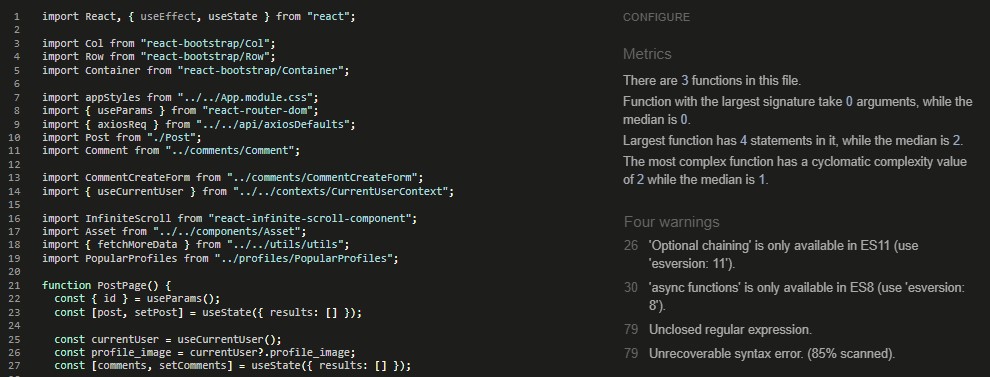 1 import React, { useEffect, useState } from "react";
2
3 import Col from "react-bootstrap/Col";
4 import Row from "react-bootstrap/Row";
5 import Container from "react-bootstrap/Container";
6
7 import appStyles from "../../App.module.css";
8 import { useParams } from "react-router-dom";
9 import { axiosReq } from "../../api/axiosDefaults";
10 import Post from "./Post";
11 import Comment from "../comments/Comment";
12
13 import CommentCreateForm from "../comments/CommentCreateForm";
14 import { useCurrentUser } from "../../contexts/CurrentUserContext";
15
16 import InfiniteScroll from "react-infinite-scroll-component";
17 import Asset from "../../components/Asset";
18 import { fetchMoreData } from "../../utils/utils";
19 import PopularProfiles from "../profiles/PopularProfiles";
20
21 function PostPage() {
22 const { id } = useParams();
23 const [post, setPost] = useState({ results: [] });
24
25 const currentUser = useCurrentUser();
26 const profile_image = currentUser?.profile_image;
27 const [comments, setComments] = useState({ results: [] });
CONFIGURE
Metrics
There are 3 functions in this file.
Function with the largest signature take 0 arguments, while the
median is 0.
Largest function has 4 statements in it, while the median is 2.
The most complex function has a cyclomatic complexity value
of 2 while the median is 1.
Four warnings
26 'Optional chaining' is only available in ES11 (use
'esversion: 11').
30 'async functions' is only available in ES8 (use 'esversion:
8').
79 Unclosed regular expression.
79 Unrecoverable syntax error. (85% scanned).